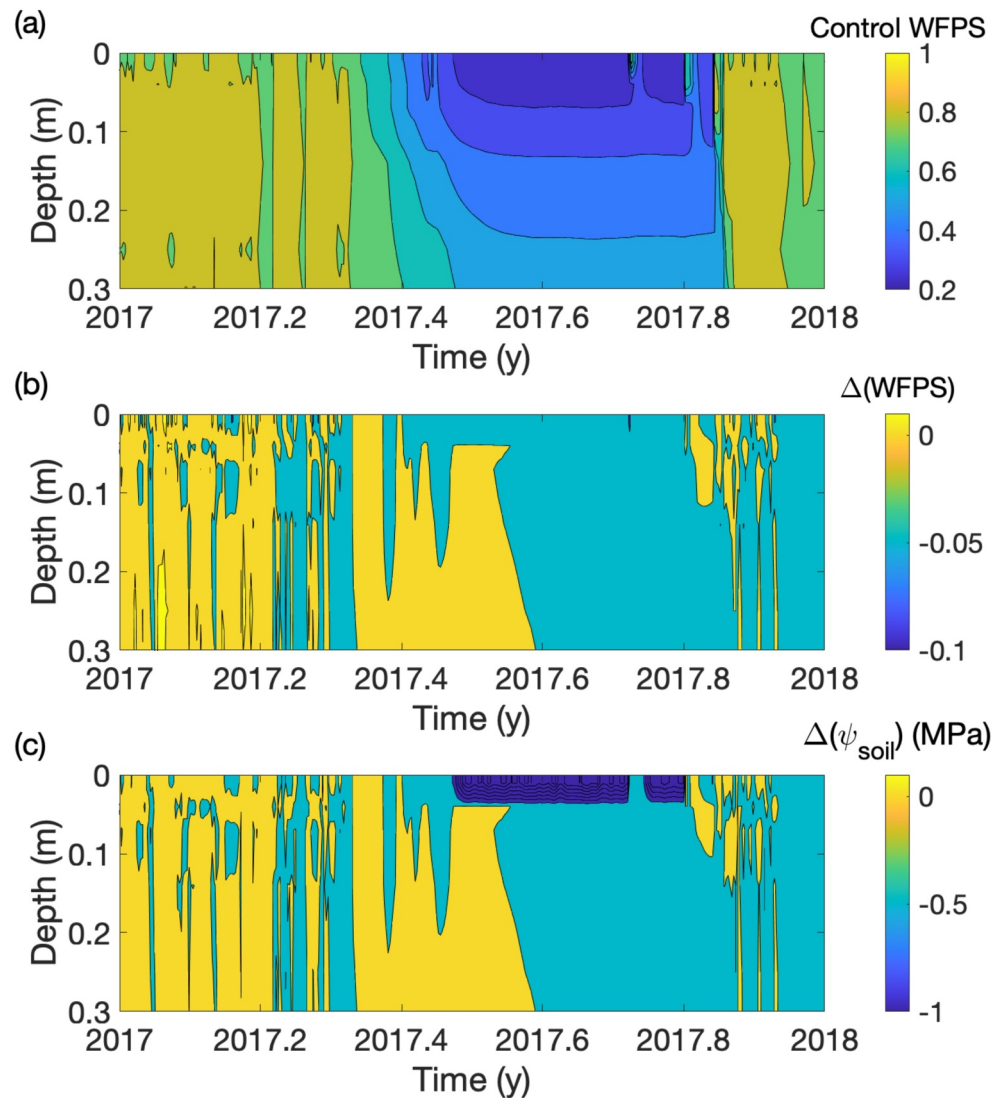 (a)
Control WFPS
0
0.1
0.2
0.3
Depth (m)
2017 2017.2 2017.4 2017.6 2017.8 2018
Time (y)
1
0.8
0.6
0.4
0.2
(b)
Δ(WFPS)
0
0.1
0.2
0.3
Depth (m)
2017 2017.2 2017.4 2017.6 2017.8 2018
Time (y)
0
-0.05
-0.1
(c)
Δ(ψsoil) (MPa)
0
0.1
0.2
0.3
Depth (m)
2017 2017.2 2017.4 2017.6 2017.8 2018
Time (y)
0
-0.5
-1